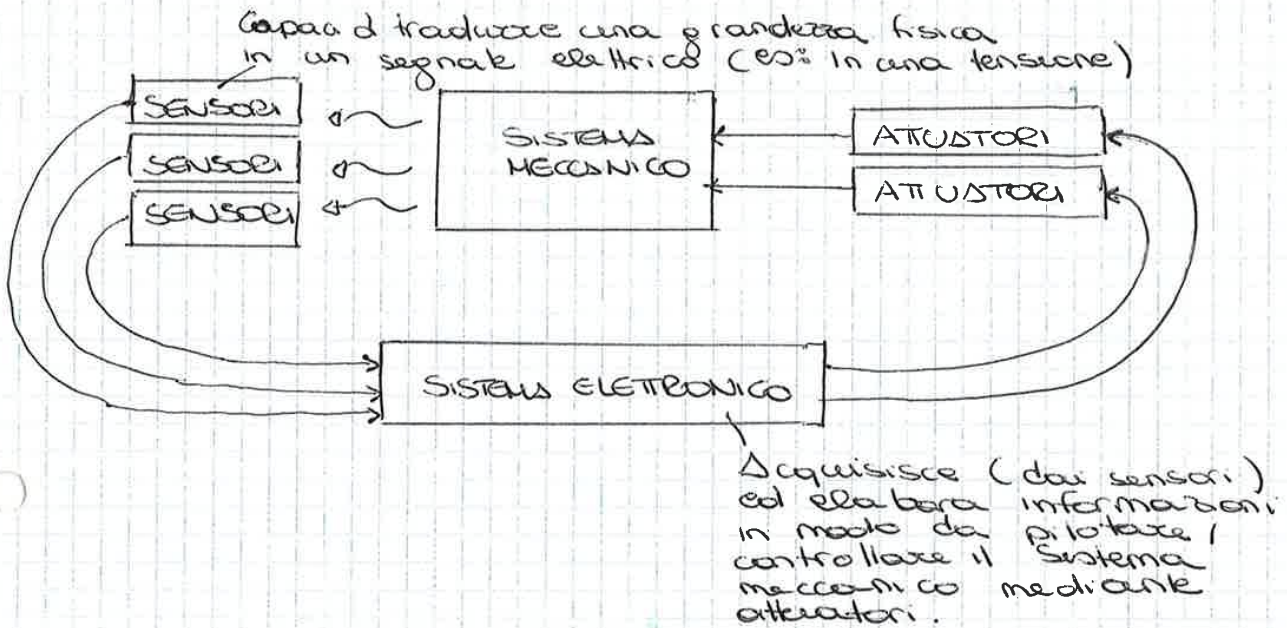 Capaci d tradurre una grandezza fisica
in un segnale elettrico (es: in una tensione)
SENSORI
SENSORI
SENSORI
SISTEMA
MECCANICO
ATTUATORI
ATTUATORI
SISTEMA ELETTRONICO
Acquisisce (dai sensori)
ed elabora informazioni
in modo da pilotare /
controllare il Sistema
meccanico mediante
attuatori.